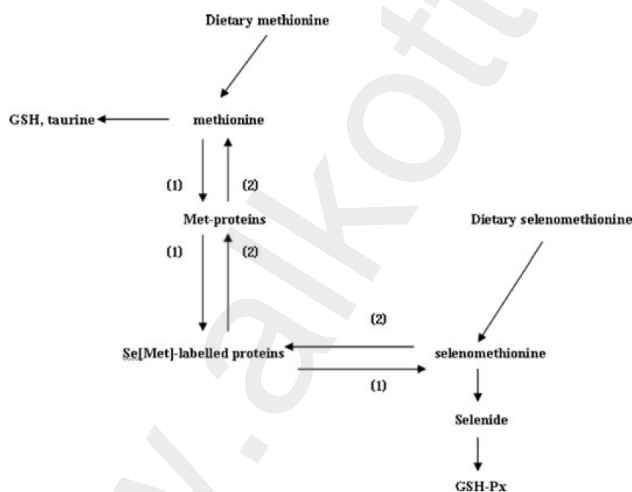 Dietary methionine
GSH, taurine
methionine
(1)
(2)
Met-proteins
Dietary selenomethionine
(1)
(2)
(2)
Se[Met]-labelled proteins
selenomethionine
(1)
Selenide
GSH-Px